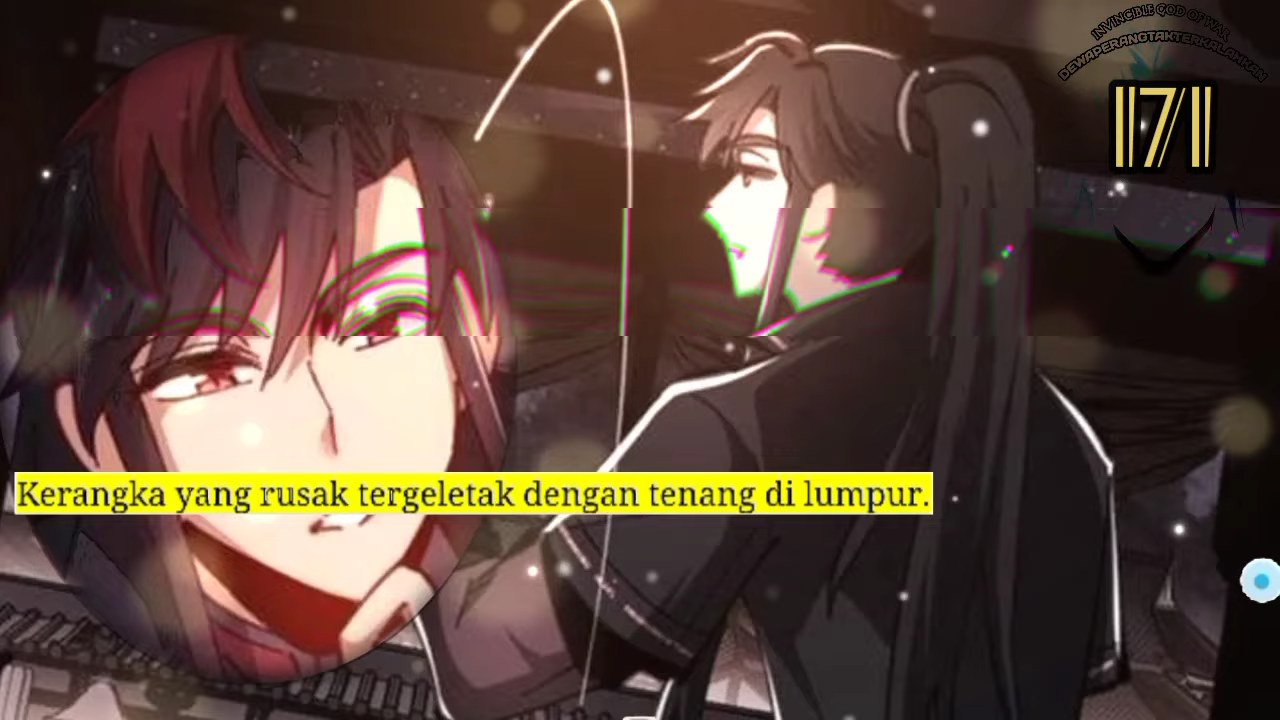 INVINCIBLE GOD OF WAR
DEWAPERANGTAKTERKALAHKAN
171
Kerangka yang rusak tergeletak dengan tenang di lumpur.